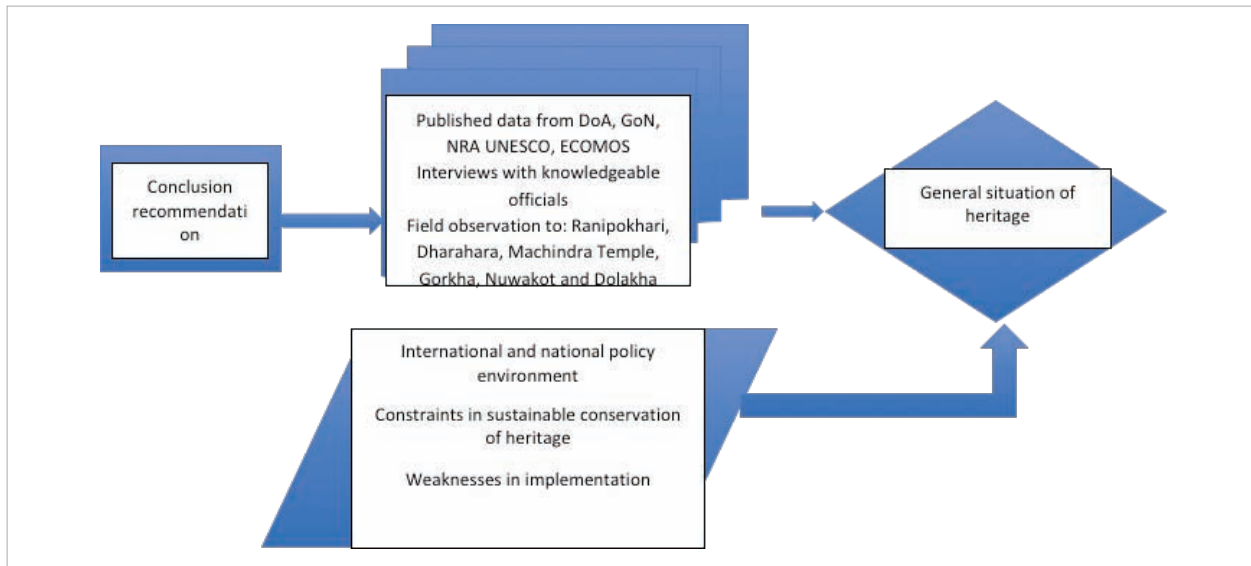 Conclusion
recommendati
on
Published data from DoA, GoN,
NRA UNESCO, ECOMOS
Interviews with knowledgeable
officials
Field observation to: Ranipokhari,
Dharahara, Machindra Temple,
Gorkha, Nuwakot and Dolakha
General situation of
heritage
International and national policy
environment
Constraints in sustainable conservation
of heritage
Weaknesses in implementation